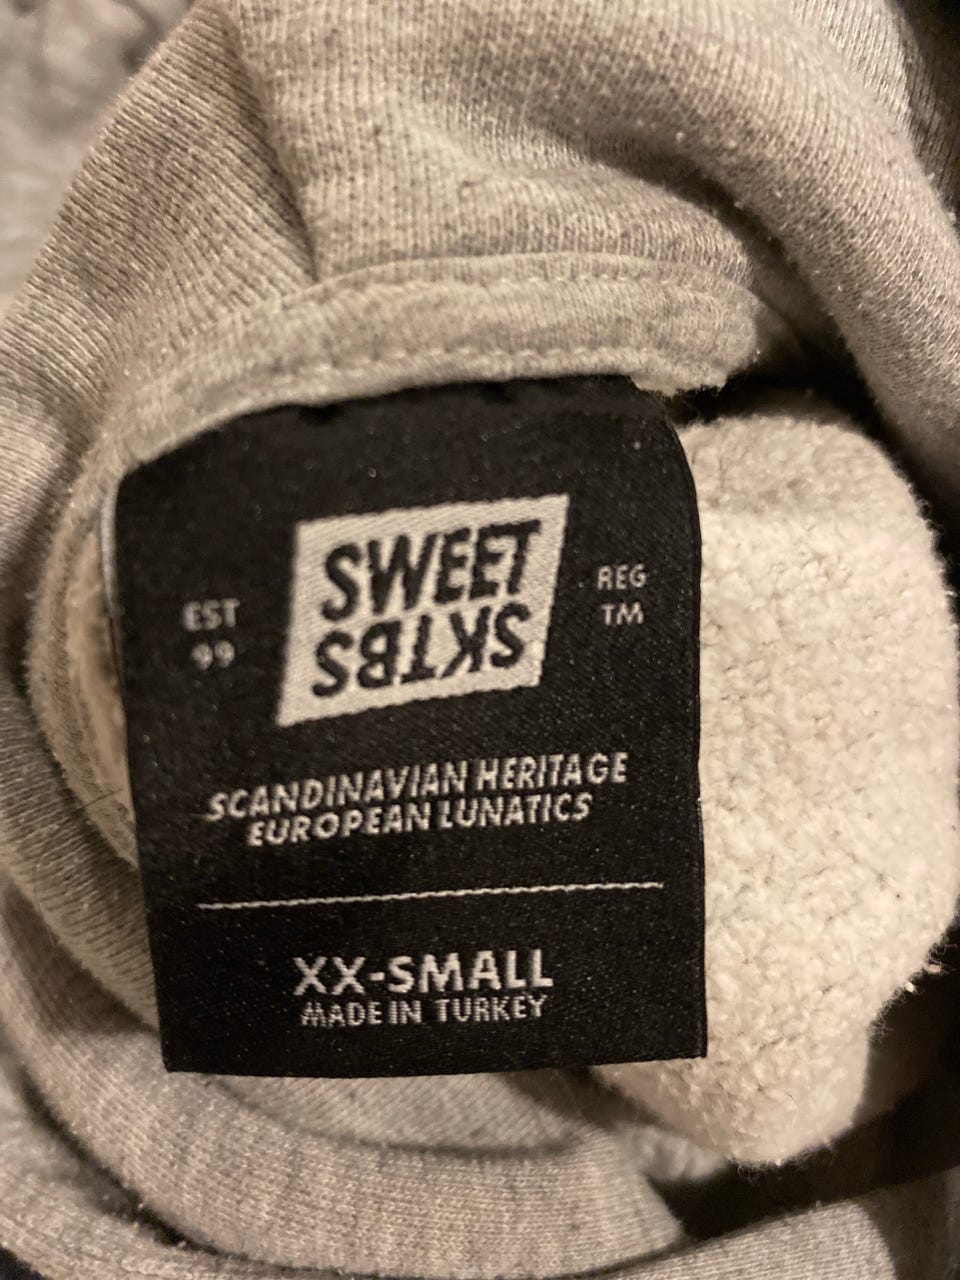 SWEET
SKTBS
EST
99
REG
TM
SCANDINAVIAN HERITAGE
EUROPEAN LUNATICS
XX-SMALL
MADE IN TURKEY